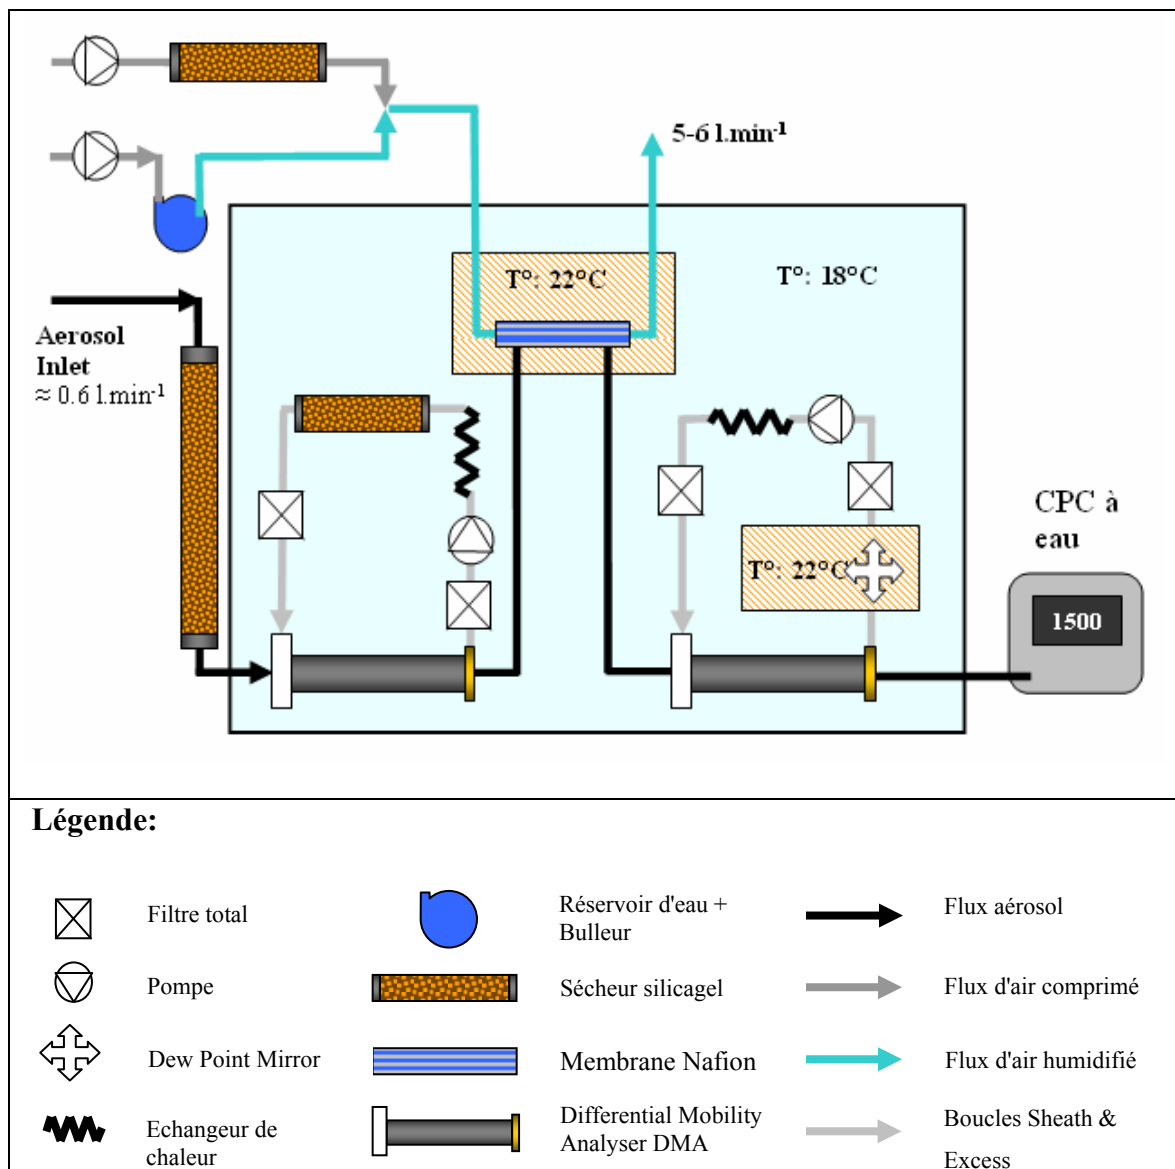 5-6 l.min-1
T°: 22°C
T°: 18°C
Aerosol
Inlet
≈ 0.6 l.min-1
CPC à
eau
T°: 22°C
1500
Légende:
Filtre total
Réservoir d'eau +
Bulleur
Flux aérosol
Pompe
Sécheur silicagel
Flux d'air comprimé
Dew Point Mirror
Membrane Nafion
Flux d'air humidifié
Echangeur de
chaleur
Differential Mobility
Analyser DMA
Boucles Sheath &
Excess